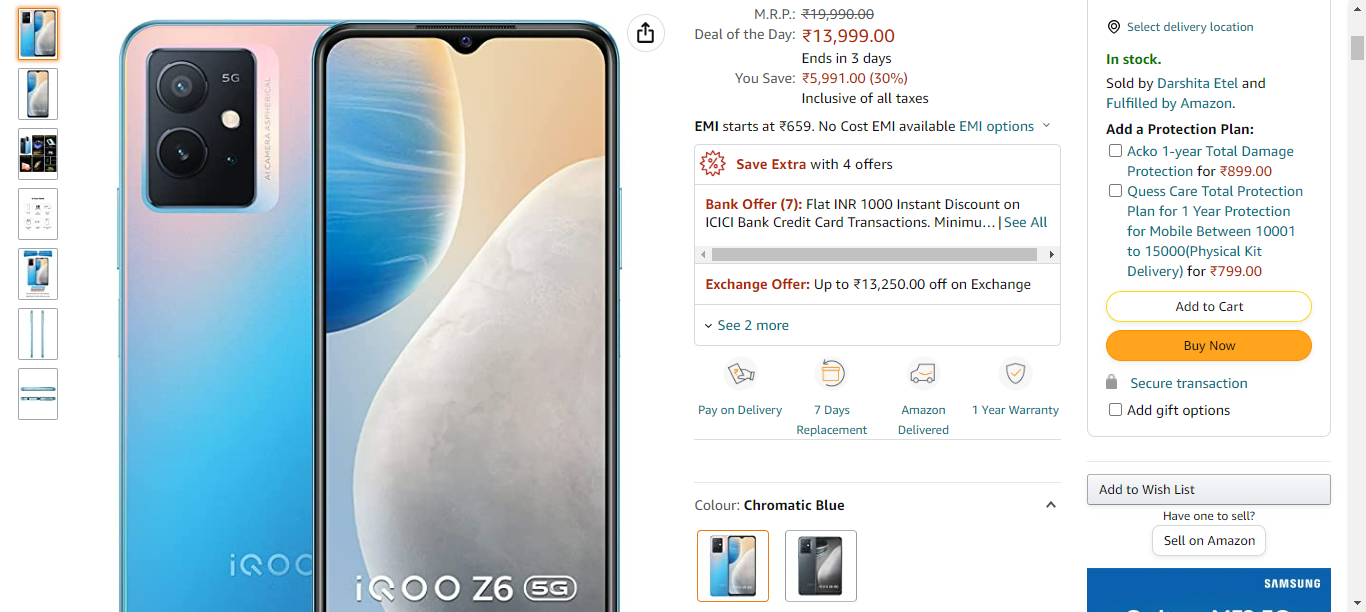 5G
AI CAMERA ASPHERICAL
iQOO
iQOO Z6 5G
M.R.P.: ₹19,990.00
Deal of the Day: ₹13,999.00
Ends in 3 days
You Save: ₹5,991.00 (30%)
Inclusive of all taxes
EMI starts at ₹659. No Cost EMI available EMI options
Save Extra with 4 offers
Bank Offer (7): Flat INR 1000 Instant Discount on
ICICI Bank Credit Card Transactions. Minimu… | See All
Exchange Offer: Up to ₹13,250.00 off on Exchange
See 2 more
Pay on Delivery
7 Days
Replacement
Amazon
Delivered
1 Year Warranty
Colour: Chromatic Blue
Select delivery location
In stock.
Sold by Darshita Etel and
Fulfilled by Amazon.
Add a Protection Plan:
Acko 1-year Total Damage
Protection for ₹899.00
Quess Care Total Protection
Plan for 1 Year Protection
for Mobile Between 10001
to 15000(Physical Kit
Delivery) for ₹799.00
Add to Cart
Buy Now
Secure transaction
Add gift options
Add to Wish List
Have one to sell?
Sell on Amazon
SAMSUNG